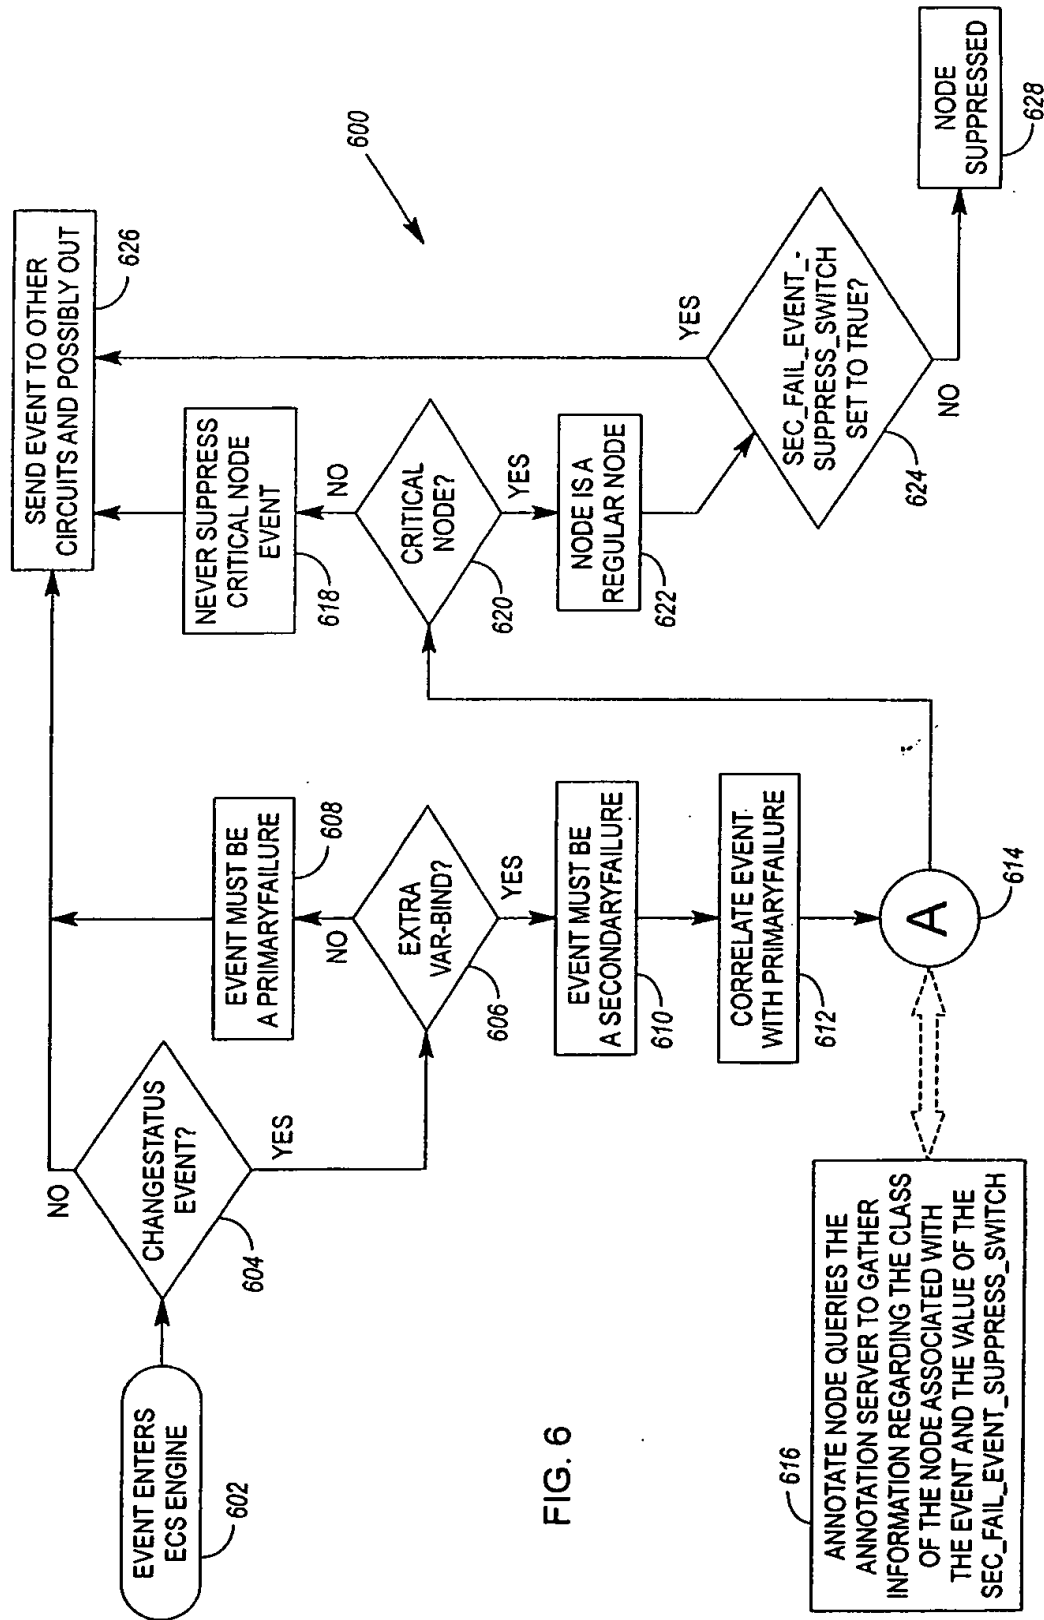 EVENT ENTERS
ECS ENGINE
602
CHANGESTATUS
EVENT?
604
NO
YES
EVENT MUST BE
A PRIMARYFAILURE
608
NO
EXTRA
VAR-BIND?
606
YES
EVENT MUST BE
A SECONDARYFAILURE
610
CORRELATE EVENT
WITH PRIMARYFAILURE
612
A
614
ANNOTATE NODE QUERIES THE
ANNOTATION SERVER TO GATHER
INFORMATION REGARDING THE CLASS
OF THE NODE ASSOCIATED WITH
THE EVENT AND THE VALUE OF THE
SEC_FAIL_EVENT_SUPPRESS_SWITCH
616
SEND EVENT TO OTHER
CIRCUITS AND POSSIBLY OUT
626
NEVER SUPPRESS
CRITICAL NODE
EVENT
618
NO
CRITICAL
NODE?
620
YES
NODE IS A
REGULAR NODE
622
YES
SEC_FAIL_EVENT_-
SUPPRESS_SWITCH
SET TO TRUE?
624
NO
NODE
SUPPRESSED
628
600
FIG. 6